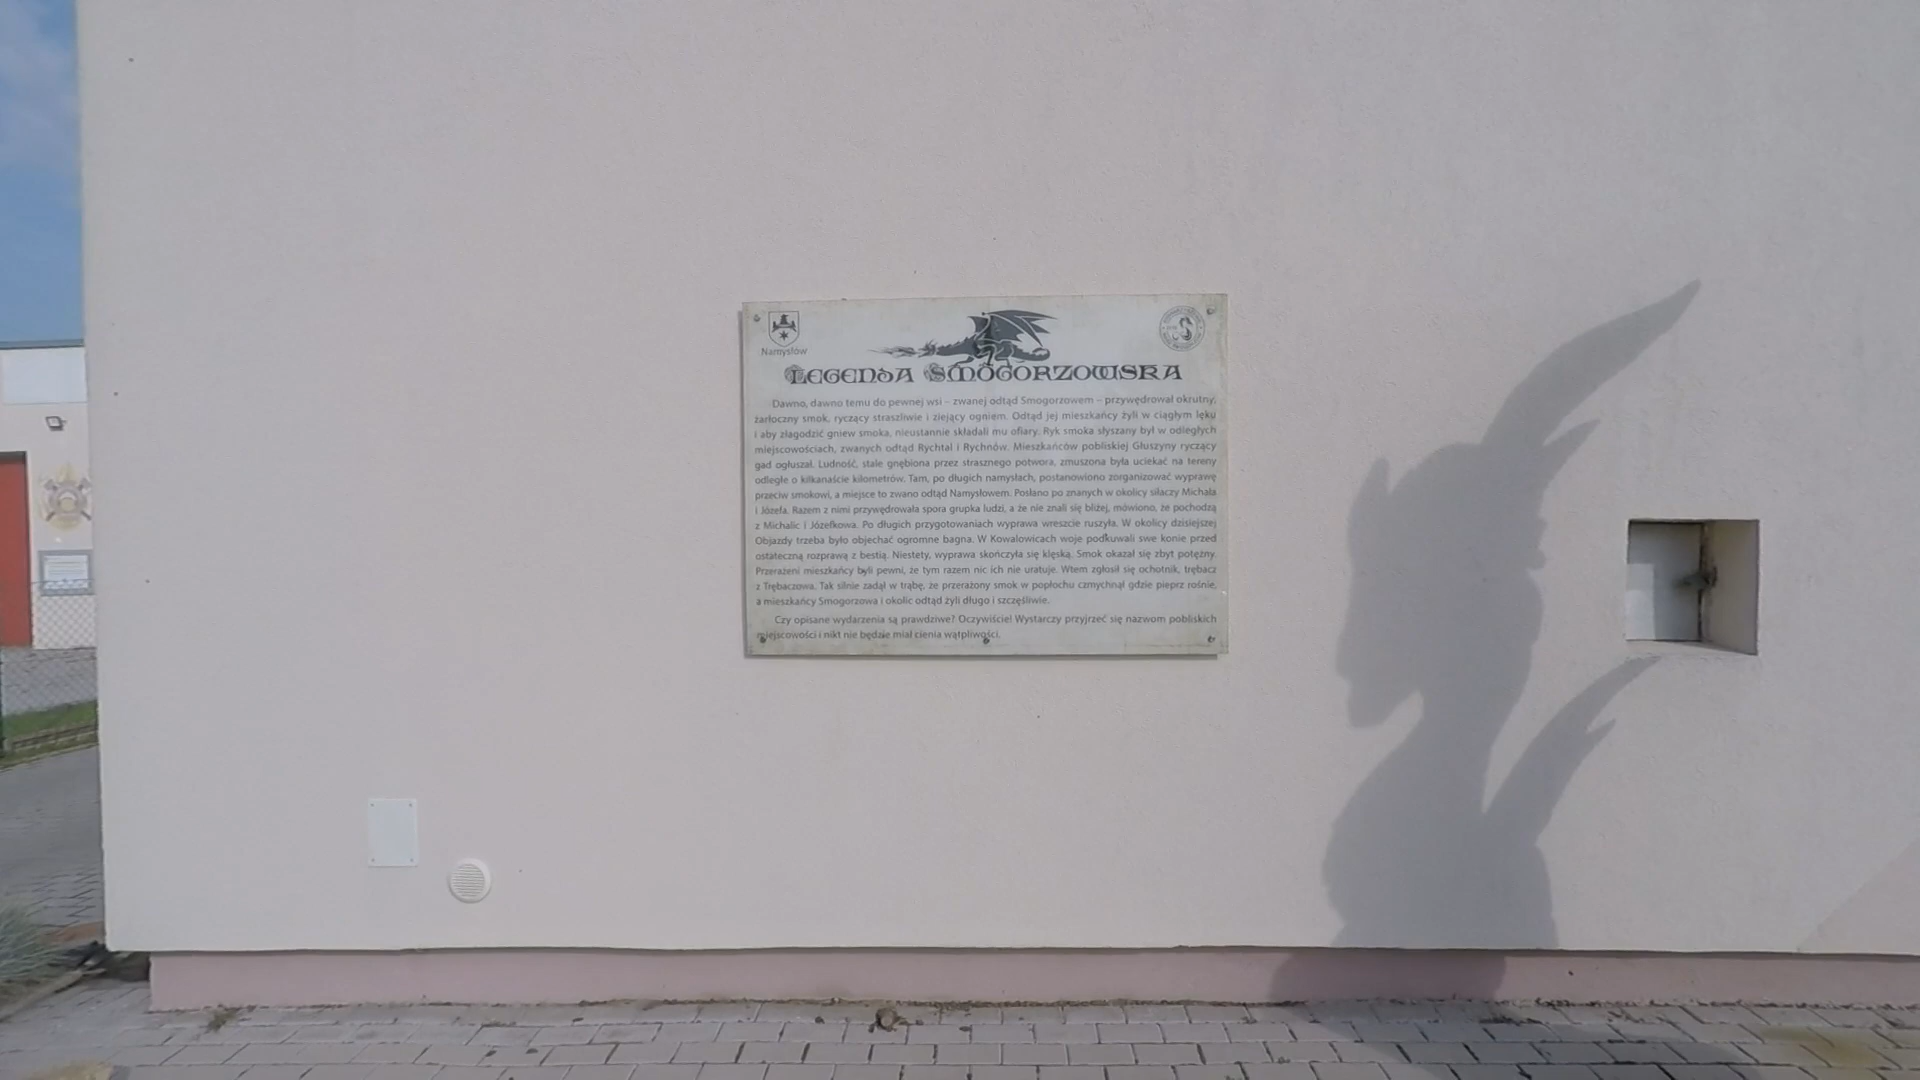 Namysłów
LEGENDA SMOGORZOWSKA
Dawno, dawno temu do pewnej wsi – zwanej odtąd Smogorzowem – przywędrował okrutny,
żarłoczny smok, ryczący straszliwie i ziejący ogniem. Odtąd jej mieszkańcy żyli w ciągłym lęku
i aby złagodzić gniew smoka, nieustannie składali mu ofiary. Ryk smoka słyszany był w odległych
miejscowościach, zwanych odtąd Rychtal i Rychnów. Mieszkańców pobliskiej Głuszyny ryczący
gad ogłuszał. Ludność, stale gnębiona przez strasznego potwora, zmuszona była uciekać na tereny
odległe o kilkanaście kilometrów. Tam, po długich namysłach, postanowiono zorganizować wyprawę
przeciw smokowi, a miejsce to zwano odtąd Namysłowem. Posłano po znanych w okolicy siłaczy Michała
i Józefa. Razem z nimi przywędrowała spora grupka ludzi, a że nie znali się bliżej, mówiono, że pochodzą
z Michalic i Józefkowa. Po długich przygotowaniach wyprawa wreszcie ruszyła. W okolicy dzisiejszej
Objazdy trzeba było objechać ogromne bagna. W Kowalowicach woje podkuwali swe konie przed
ostateczną rozprawą z bestią. Niestety, wyprawa skończyła się klęską. Smok okazał się zbyt potężny.
Przerażeni mieszkańcy byli pewni, że tym razem nic ich nie uratuje. Wtem zgłosił się ochotnik, trębacz
z Trębaczowa. Tak silnie zadął w trąbę, że przerażony smok w popłochu czmychnął gdzie pieprz rośnie,
a mieszkańcy Smogorzowa i okolic odtąd żyli długo i szczęśliwie.
Czy opisane wydarzenia są prawdziwe? Oczywiście! Wystarczy przyjrzeć się nazwom pobliskich
miejscowości i nikt nie będzie miał cienia wątpliwości.